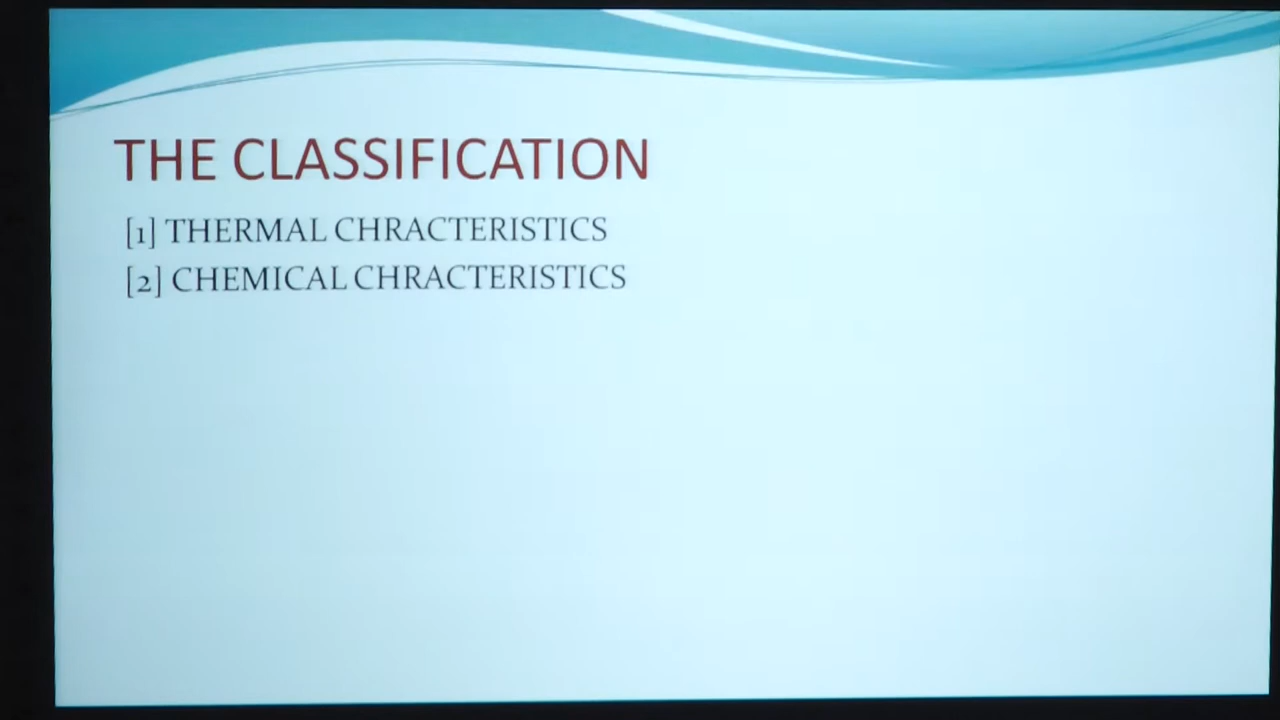 THE CLASSIFICATION
[1] THERMAL CHRACTERISTICS
[2] CHEMICAL CHRACTERISTICS